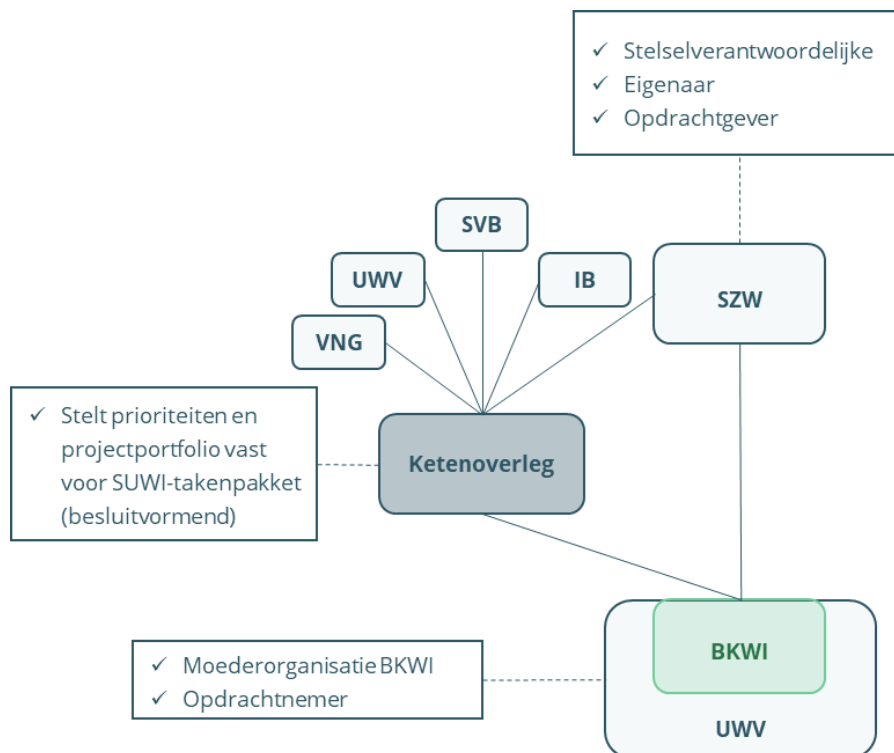 ✓ Stelselverantwoordelijke
✓ Eigenaar
✓ Opdrachtgever
SVB
UWV
IB
SZW
VNG
✓ Stelt prioriteiten en
projectportfolio vast
voor SUWI-takenpakket
(besluitvormend)
Ketenoverleg
✓ Moederorganisatie BKWI
✓ Opdrachtnemer
BKWI
UWV